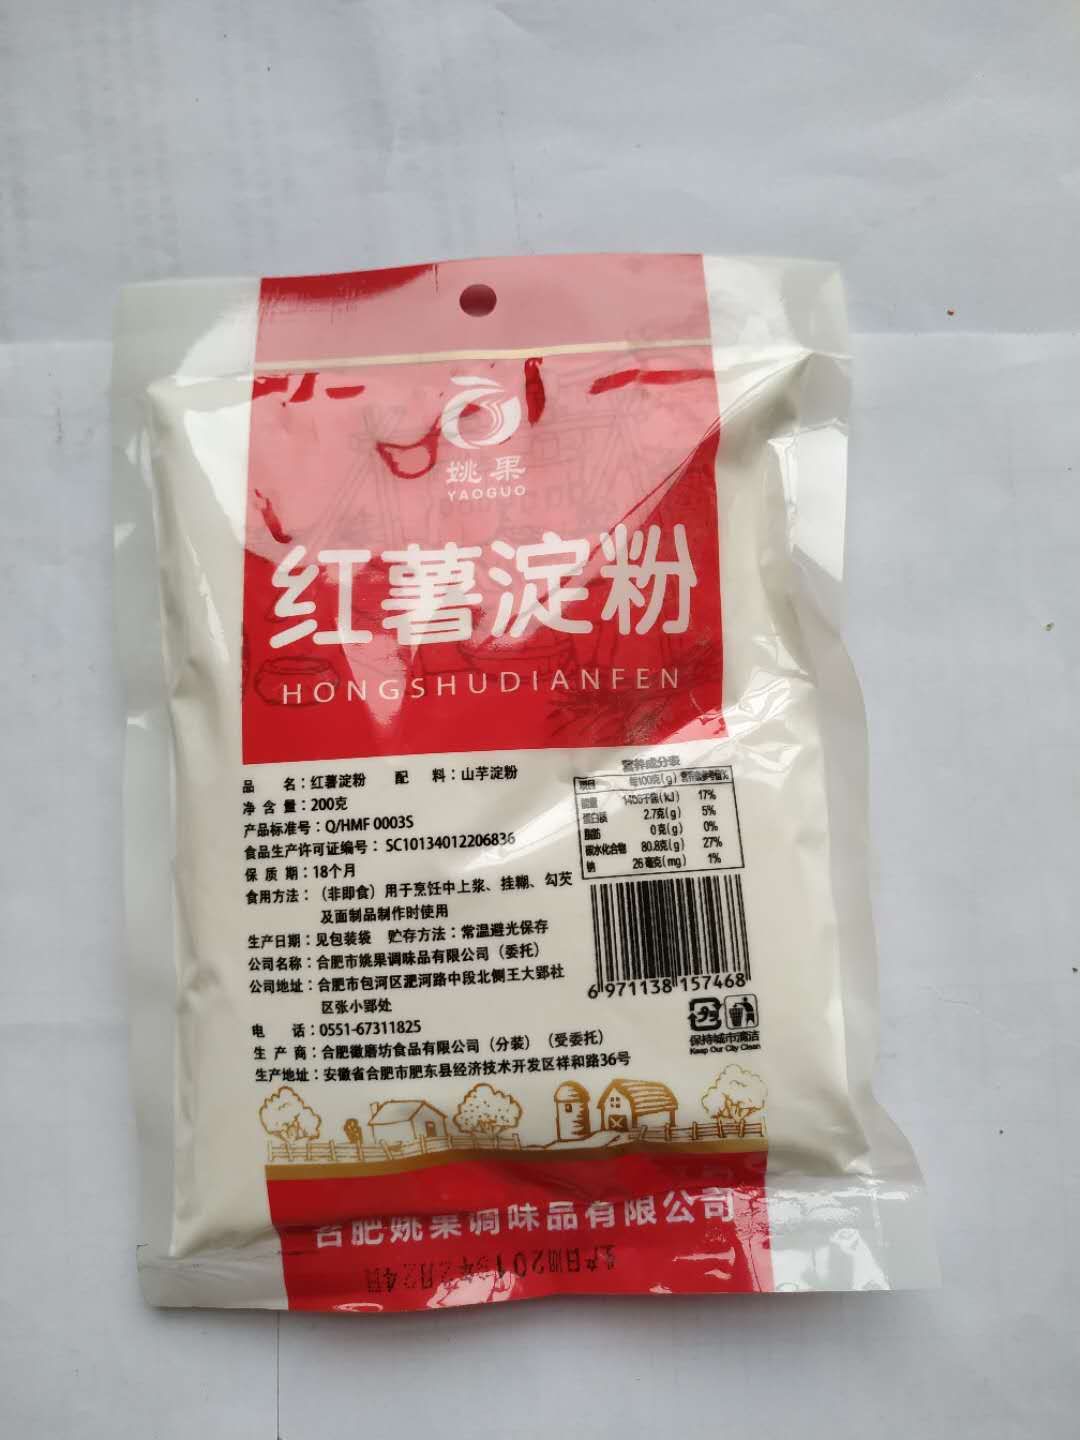 姚果
YAOGUO
红薯淀粉
HONGSHUDIANFEN
品 名：红薯淀粉 配 料：山芋淀粉
净 含 量：200克
产品标准号：Q/HMF 0003S
食品生产许可证编号：SC10134012206836
保 质 期：18个月
食用方法：（非即食）用于烹饪中上浆、挂糊、勾芡
及面制品制作时使用
生产日期：见包装袋 贮存方法：常温避光保存
公司名称：合肥市姚果调味品有限公司（委托）
公司地址：合肥市包河区淝河路中段北侧王大郢社
区张小郢处
电 话：0551-67311825
生 产 商：合肥徽磨坊食品有限公司（分装）（受委托）
生产地址：安徽省合肥市肥东县经济技术开发区祥和路36号
营养成分表
项目 每100克(g) 营养素参考值%
能量 千焦(kJ) 17%
蛋白质 2.7克(g) 5%
脂肪 0克(g) 0%
碳水化合物 80.8克(g) 27%
钠 26毫克(mg) 1%
6 971138 157468
保持城市清洁
Keep Our City Clean
合肥姚果调味品有限公司
生产日期201 年2月24日